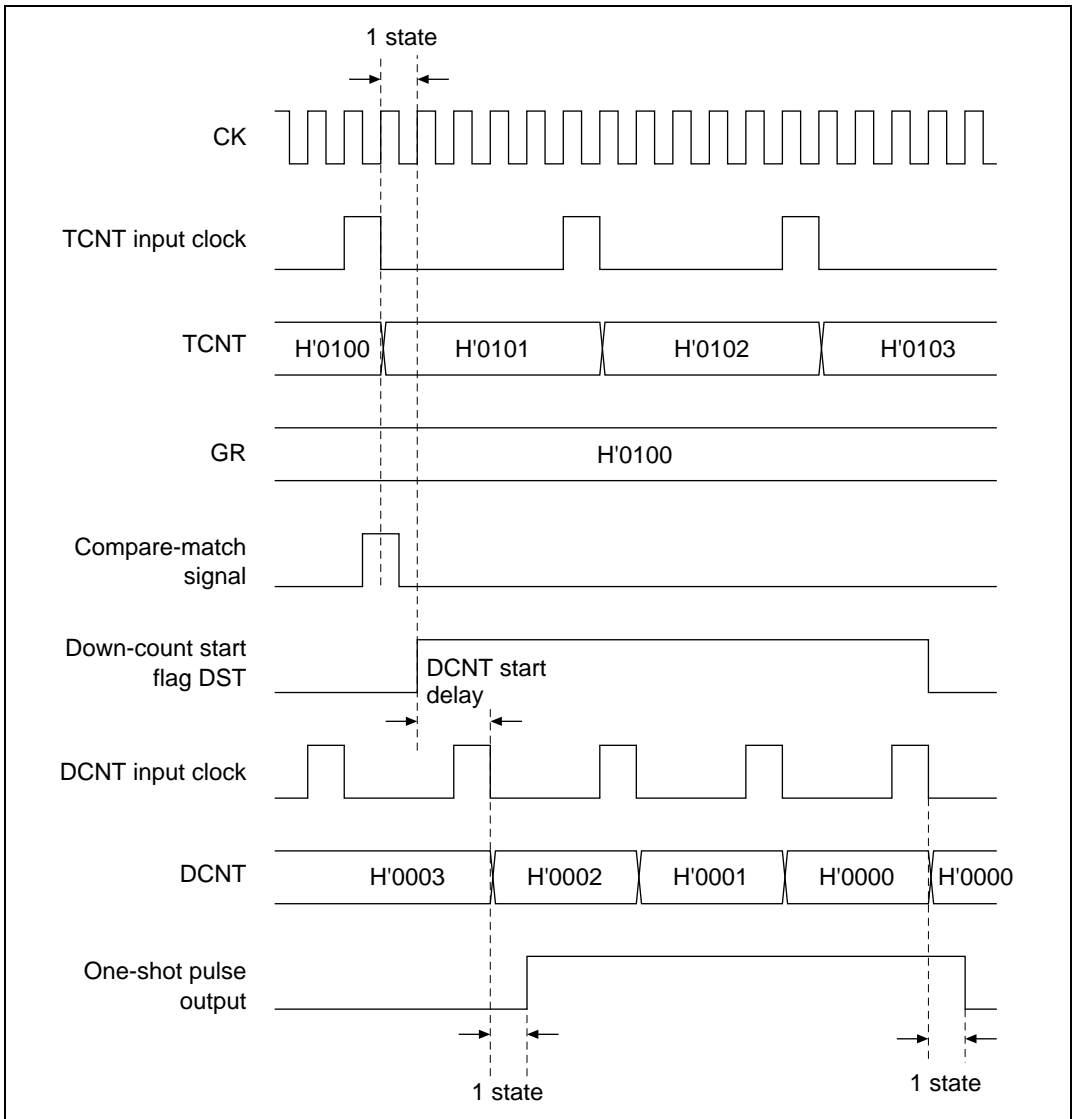 1 state
CK
TCNT input clock
TCNT
H'0100
H'0101
H'0102
H'0103
GR
H'0100
Compare-match
signal
Down-count start
flag DST
DCNT start
delay
DCNT input clock
DCNT
H'0003
H'0002
H'0001
H'0000
H'0000
One-shot pulse
output
1 state
1 state